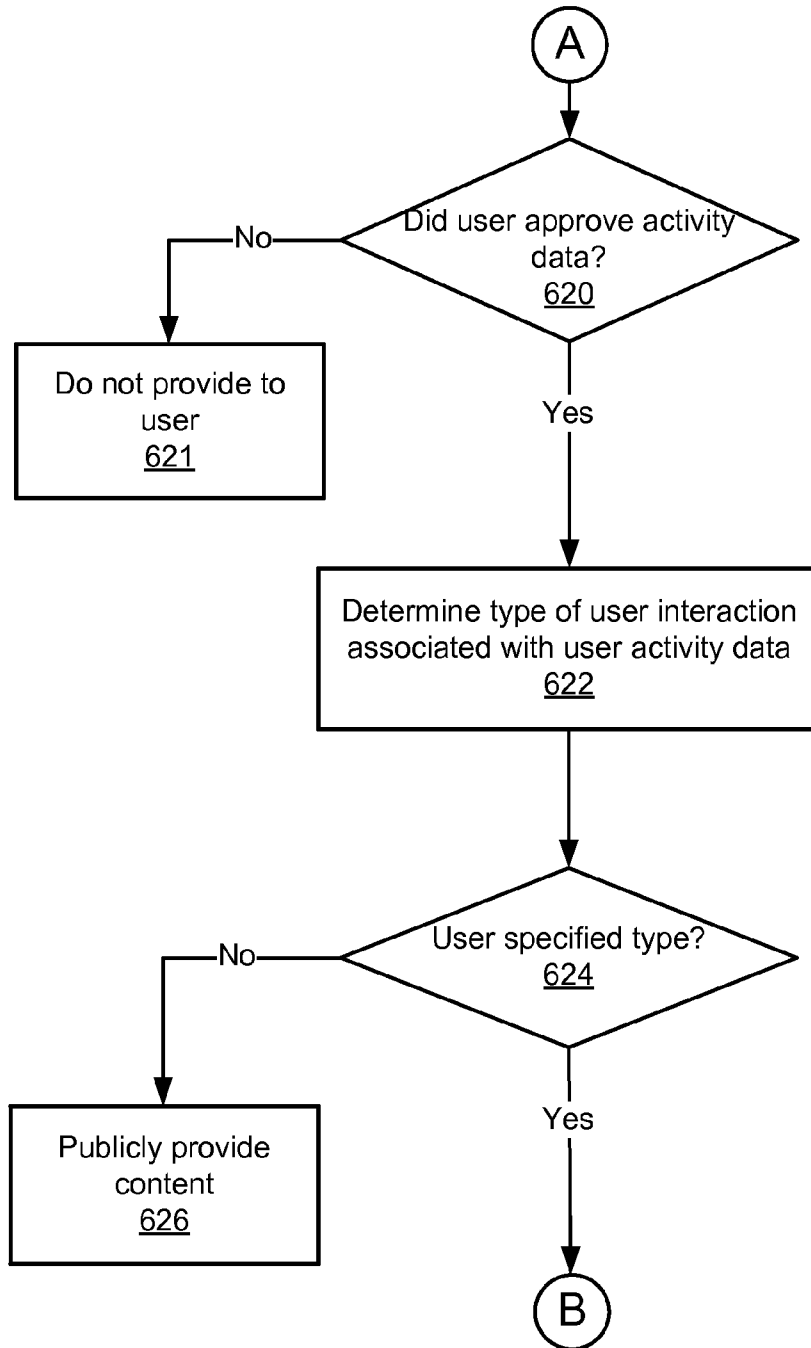 A
Did user approve activity
data?
620
No
Do not provide to
user
621
Yes
Determine type of user interaction
associated with user activity data
622
User specified type?
624
No
Publicly provide
content
626
Yes
B